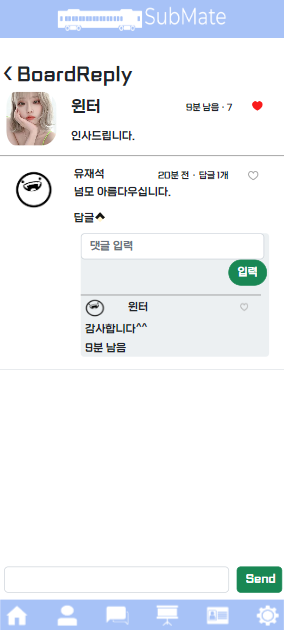 SubMate
BoardReply
윈터 9분 남음 · 7
인사드립니다.
유재석 20분 전 · 답글 1개
넘모 아름다우십니다.
답글
댓글 입력
입력
윈터
감사합니다^^
9분 남음
Send